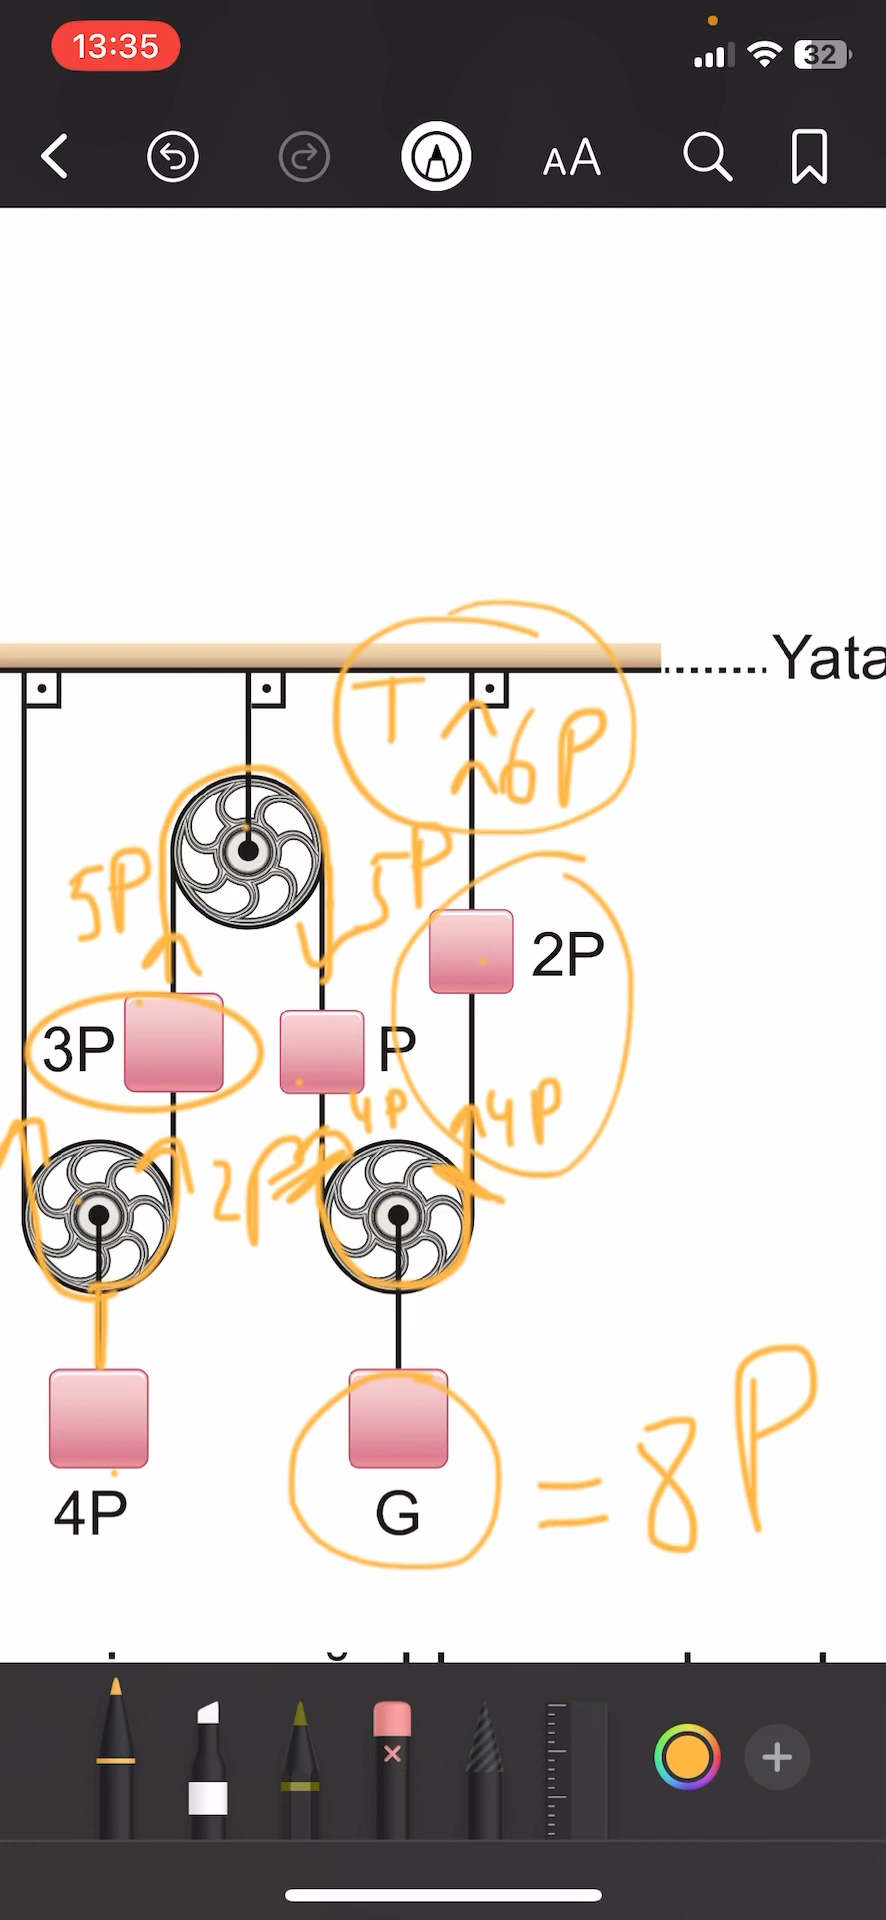 13:35
32
AA
Yata
T 6P
5P 5P
2P
3P P
4P 4P
2P
4P G = 8P